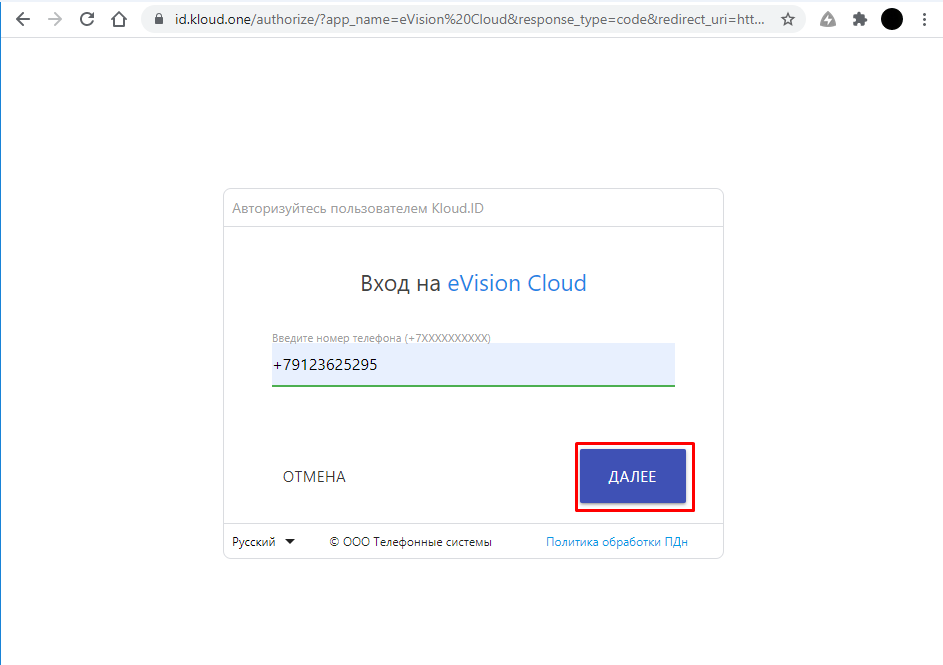 id.kloud.one/authorize/?app_name=eVision%20Cloud&response_type=code&redirect_uri=htt...
Авторизуйтесь пользователем Kloud.ID
Вход на eVision Cloud
Введите номер телефона (+7XXXXXXXXXX)
+79123625295
ОТМЕНА ДАЛЕЕ
Русский © ООО Телефонные системы Политика обработки ПДн